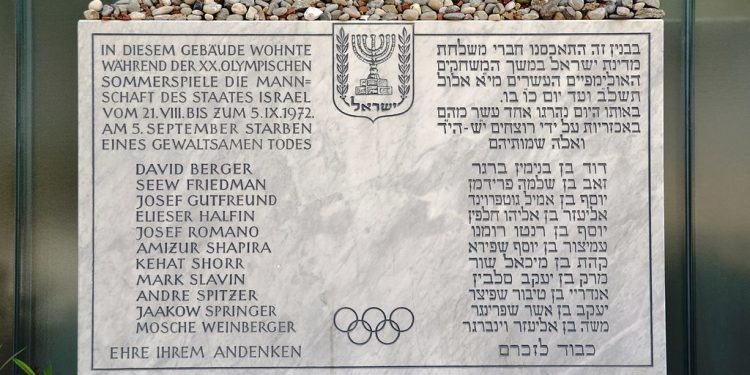 IN DIESEM GEBÄUDE WOHNTE
WÄHREND DER XX. OLYMPISCHEN
SOMMERSPIELE DIE MANN=
SCHAFT DES STAATES ISRAEL
VOM 21. VIII. BIS ZUM 5. IX. 1972.
AM 5. SEPTEMBER STARBEN
EINES GEWALTSAMEN TODES
DAVID BERGER
SEEW FRIEDMAN
JOSEF GUTFREUND
ELIESER HALFIN
JOSEF ROMANO
AMIZUR SHAPIRA
KEHAT SHORR
MARK SLAVIN
ANDRE SPITZER
JAAKOW SPRINGER
MOSCHE WEINBERGER
EHRE IHREM ANDENKEN
ישראל
בבנין זה התאכסנו חברי משלחת
מדינת ישראל במשך המשחקים
האולימפיים העשרים מי״א אלול
תשל״ב ועד יום כ״ו בו.
באותו היום נהרגו אחד עשר מהם
באכזריות על ידי רוצחים יש־הי״ד
ואלה שמותיהם
דוד בן בנימין ברגר
זאב בן שלמה פרידמן
יוסף בן אמיל גוטפרוינד
אליעזר בן אליהו חלפין
יוסף בן רנטו רומנו
עמיצור בן יוסף שפירא
קהת בן מיכאל שור
מרק בן יעקב סלבין
אנדריי בן טיבור שפיצר
יעקב בן אשר שפרינגר
משה בן אליעזר וינברגר
כבוד לזכרם